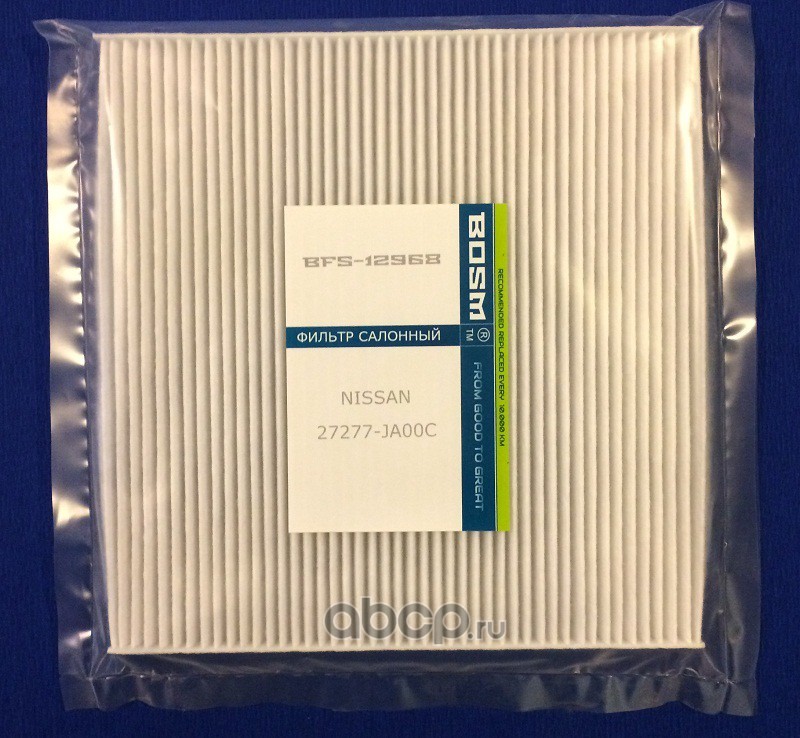 BFS-12968
ФИЛЬТР САЛОННЫЙ
NISSAN
27277-JA00C
BOSM®
TM
FROM GOOD TO GREAT
RECOMMENDED REPLACED EVERY 10.000 KM
abcp.ru